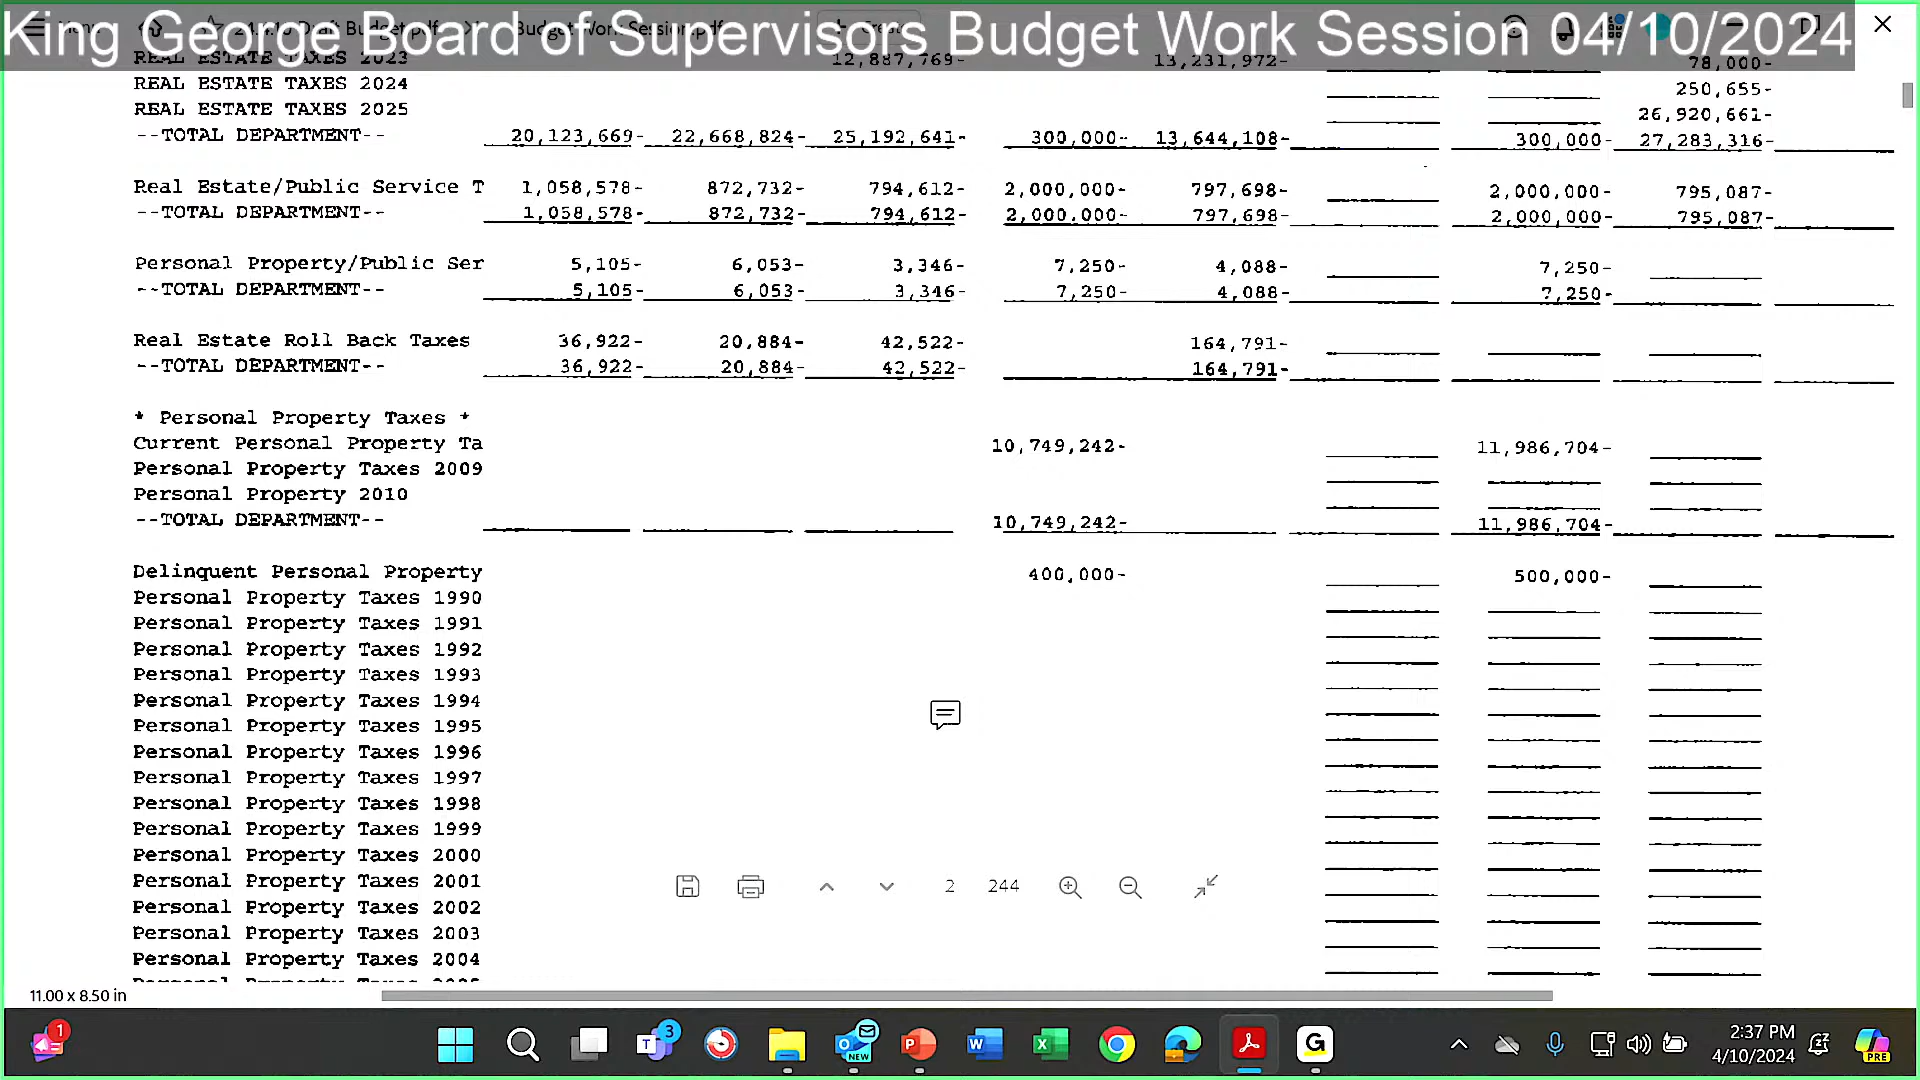 King George Board of Supervisors Budget Work Session 04/10/2024
REAL ESTATE TAXES 2023 12,887,769- 13,231,972- 78,000-
REAL ESTATE TAXES 2024 250,655-
REAL ESTATE TAXES 2025 26,920,661-
--TOTAL DEPARTMENT-- 20,123,669- 22,668,824- 25,192,641- 300,000- 13,644,108- 300,000- 27,283,316-
Real Estate/Public Service T 1,058,578- 872,732- 794,612- 2,000,000- 797,698- 2,000,000- 795,087-
--TOTAL DEPARTMENT-- 1,058,578- 872,732- 794,612- 2,000,000- 797,698- 2,000,000- 795,087-
Personal Property/Public Ser 5,105- 6,053- 3,346- 7,250- 4,088- 7,250-
--TOTAL DEPARTMENT-- 5,105- 6,053- 3,346- 7,250- 4,088- 7,250-
Real Estate Roll Back Taxes 36,922- 20,884- 42,522- 164,791-
--TOTAL DEPARTMENT-- 36,922- 20,884- 42,522- 164,791-
* Personal Property Taxes *
Current Personal Property Ta 10,749,242- 11,986,704-
Personal Property Taxes 2009
Personal Property 2010
--TOTAL DEPARTMENT-- 10,749,242- 11,986,704-
Delinquent Personal Property 400,000- 500,000-
Personal Property Taxes 1990
Personal Property Taxes 1991
Personal Property Taxes 1992
Personal Property Taxes 1993
Personal Property Taxes 1994
Personal Property Taxes 1995
Personal Property Taxes 1996
Personal Property Taxes 1997
Personal Property Taxes 1998
Personal Property Taxes 1999
Personal Property Taxes 2000
Personal Property Taxes 2001
Personal Property Taxes 2002
Personal Property Taxes 2003
Personal Property Taxes 2004
2 244
11.00 x 8.50 in
1 3 NEW 2:37 PM
4/10/2024 PRE